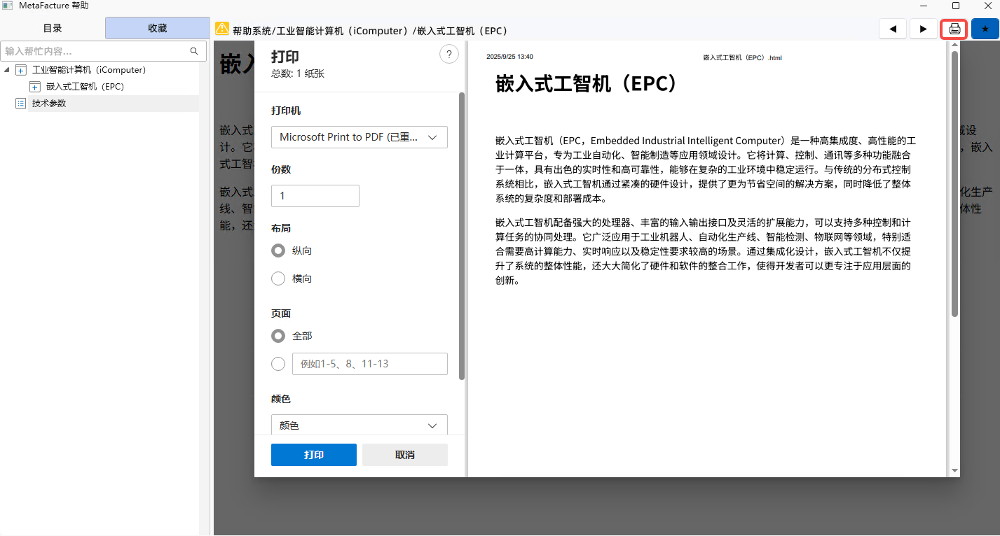 MetaFacture 帮助
目录
收藏
帮助系统/工业智能计算机（iComputer）/嵌入式工智机（EPC）
输入帮忙内容...
工业智能计算机（iComputer）
嵌入式工智机（EPC）
技术参数
嵌入
嵌入式
计。它将
式工智
嵌入式
线、智
能，还
域设
，嵌入
化生产
体性
打印
总数: 1 纸张
?
打印机
Microsoft Print to PDF (已重...
份数
1
布局
纵向
横向
页面
全部
例如1-5、8、11-13
颜色
颜色
打印
取消
2025/9/25 13:40
嵌入式工智机（EPC）.html
嵌入式工智机（EPC）
嵌入式工智机（EPC，Embedded Industrial Intelligent Computer）是一种高集成度、高性能的工
业计算平台，专为工业自动化、智能制造等应用领域设计。它将计算、控制、通讯等多种功能融合
于一体，具有出色的实时性和高可靠性，能够在复杂的工业环境中稳定运行。与传统的分布式控制
系统相比，嵌入式工智机通过紧凑的硬件设计，提供了更为节省空间的解决方案，同时降低了整体
系统的复杂度和部署成本。
嵌入式工智机配备强大的处理器、丰富的输入输出接口及灵活的扩展能力，可以支持多种控制和计
算任务的协同处理。它广泛应用于工业机器人、自动化生产线、智能检测、物联网等领域，特别适
合需要高计算能力、实时响应以及稳定性要求较高的场景。通过集成化设计，嵌入式工智机不仅提
升了系统的整体性能，还大大简化了硬件和软件的整合工作，使得开发者可以更专注于应用层面的
创新。